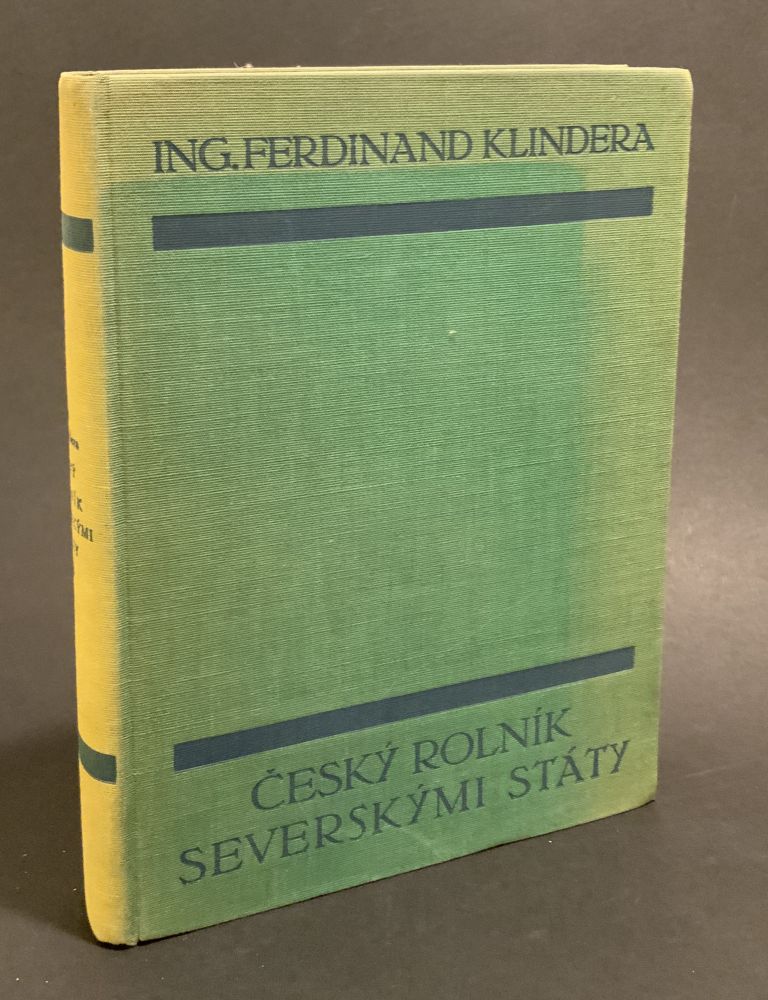 ING. FERDINAND KLINDERA
ČESKÝ ROLNÍK
SEVERSKÝMI STÁTY